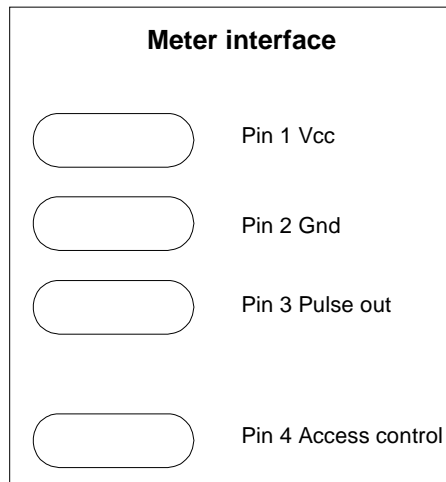 Meter interface
Pin 1 Vcc
Pin 2 Gnd
Pin 3 Pulse out
Pin 4 Access control